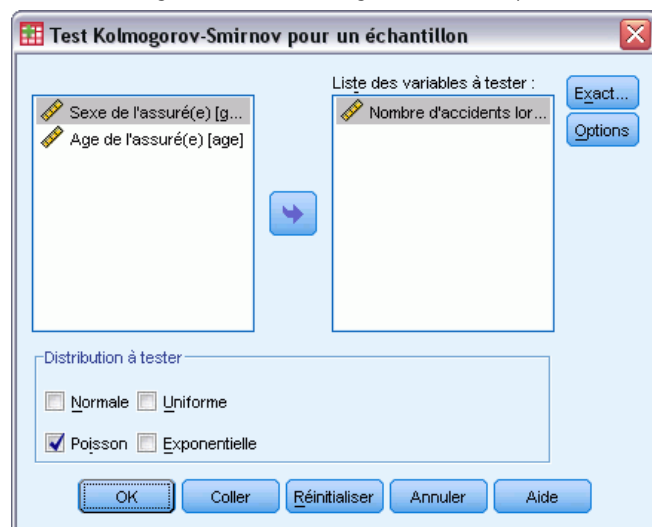 Test Kolmogorov-Smirnov pour un échantillon
Liste des variables à tester :
Sexe de l'assuré(e) [g...
Age de l'assuré(e) [age]
Nombre d'accidents lor...
Exact...
Options
Distribution à tester
Normale
Uniforme
Poisson
Exponentielle
OK
Coller
Réinitialiser
Annuler
Aide